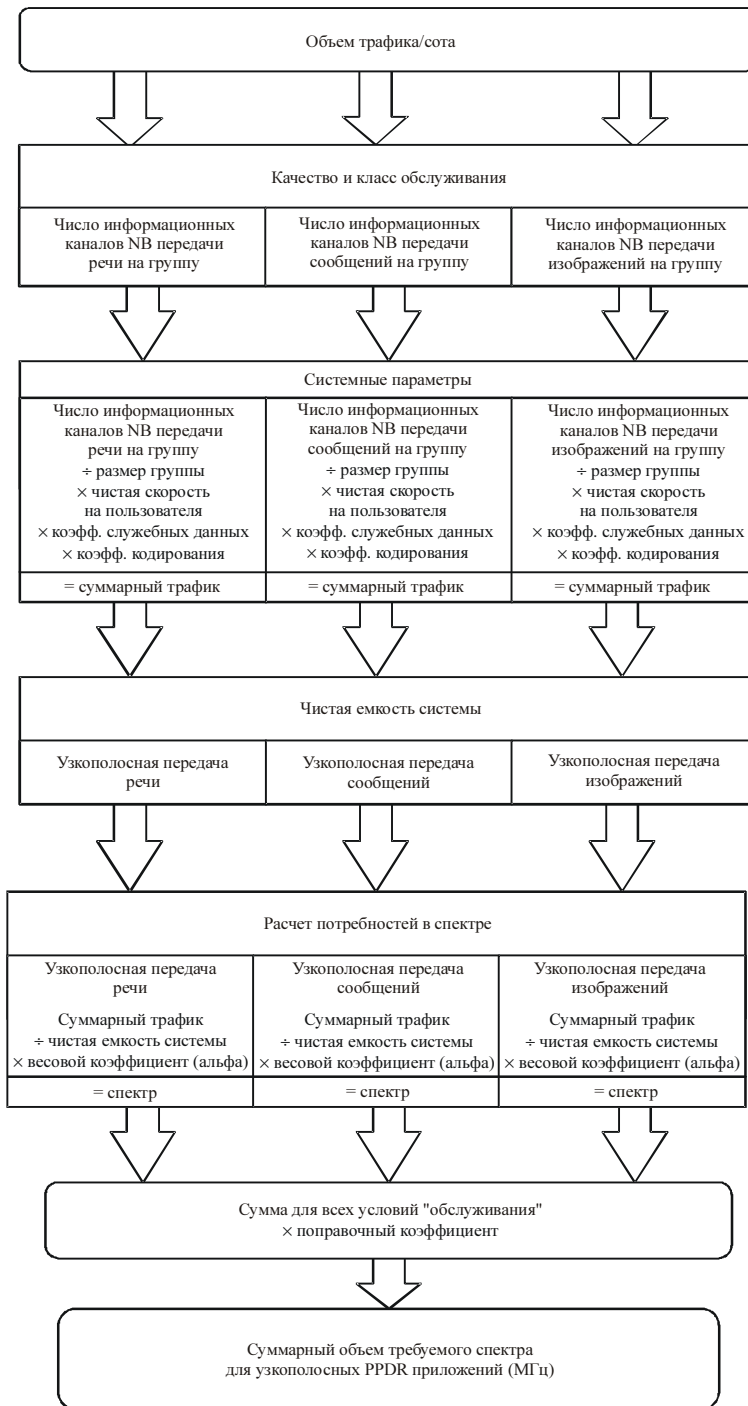 Объем трафика/сота
Качество и класс обслуживания
Число информационных
каналов NB передачи
речи на группу
Число информационных
каналов NB передачи
сообщений на группу
Число информационных
каналов NB передачи
изображений на группу
Системные параметры
Число информационных
каналов NB передачи
речи на группу
÷ размер группы
× чистая скорость
на пользователя
× коэфф. служебных данных
× коэфф. кодирования
Число информационных
каналов NB передачи
сообщений на группу
÷ размер группы
× чистая скорость
на пользователя
× коэфф. служебных данных
× коэфф. кодирования
Число информационных
каналов NB передачи
изображений на группу
÷ размер группы
× чистая скорость
на пользователя
× коэфф. служебных данных
× коэфф. кодирования
= суммарный трафик
= суммарный трафик
= суммарный трафик
Чистая емкость системы
Узкополосная передача
речи
Узкополосная передача
сообщений
Узкополосная передача
изображений
Расчет потребностей в спектре
Узкополосная передача
речи
Суммарный трафик
÷ чистая емкость системы
× весовой коэффициент (альфа)
Узкополосная передача
сообщений
Суммарный трафик
÷ чистая емкость системы
× весовой коэффициент (альфа)
Узкополосная передача
изображений
Суммарный трафик
÷ чистая емкость системы
× весовой коэффициент (альфа)
= спектр
= спектр
= спектр
Сумма для всех условий "обслуживания"
× поправочный коэффициент
Суммарный объем требуемого спектра
для узкополосных PPDR приложений (МГц)